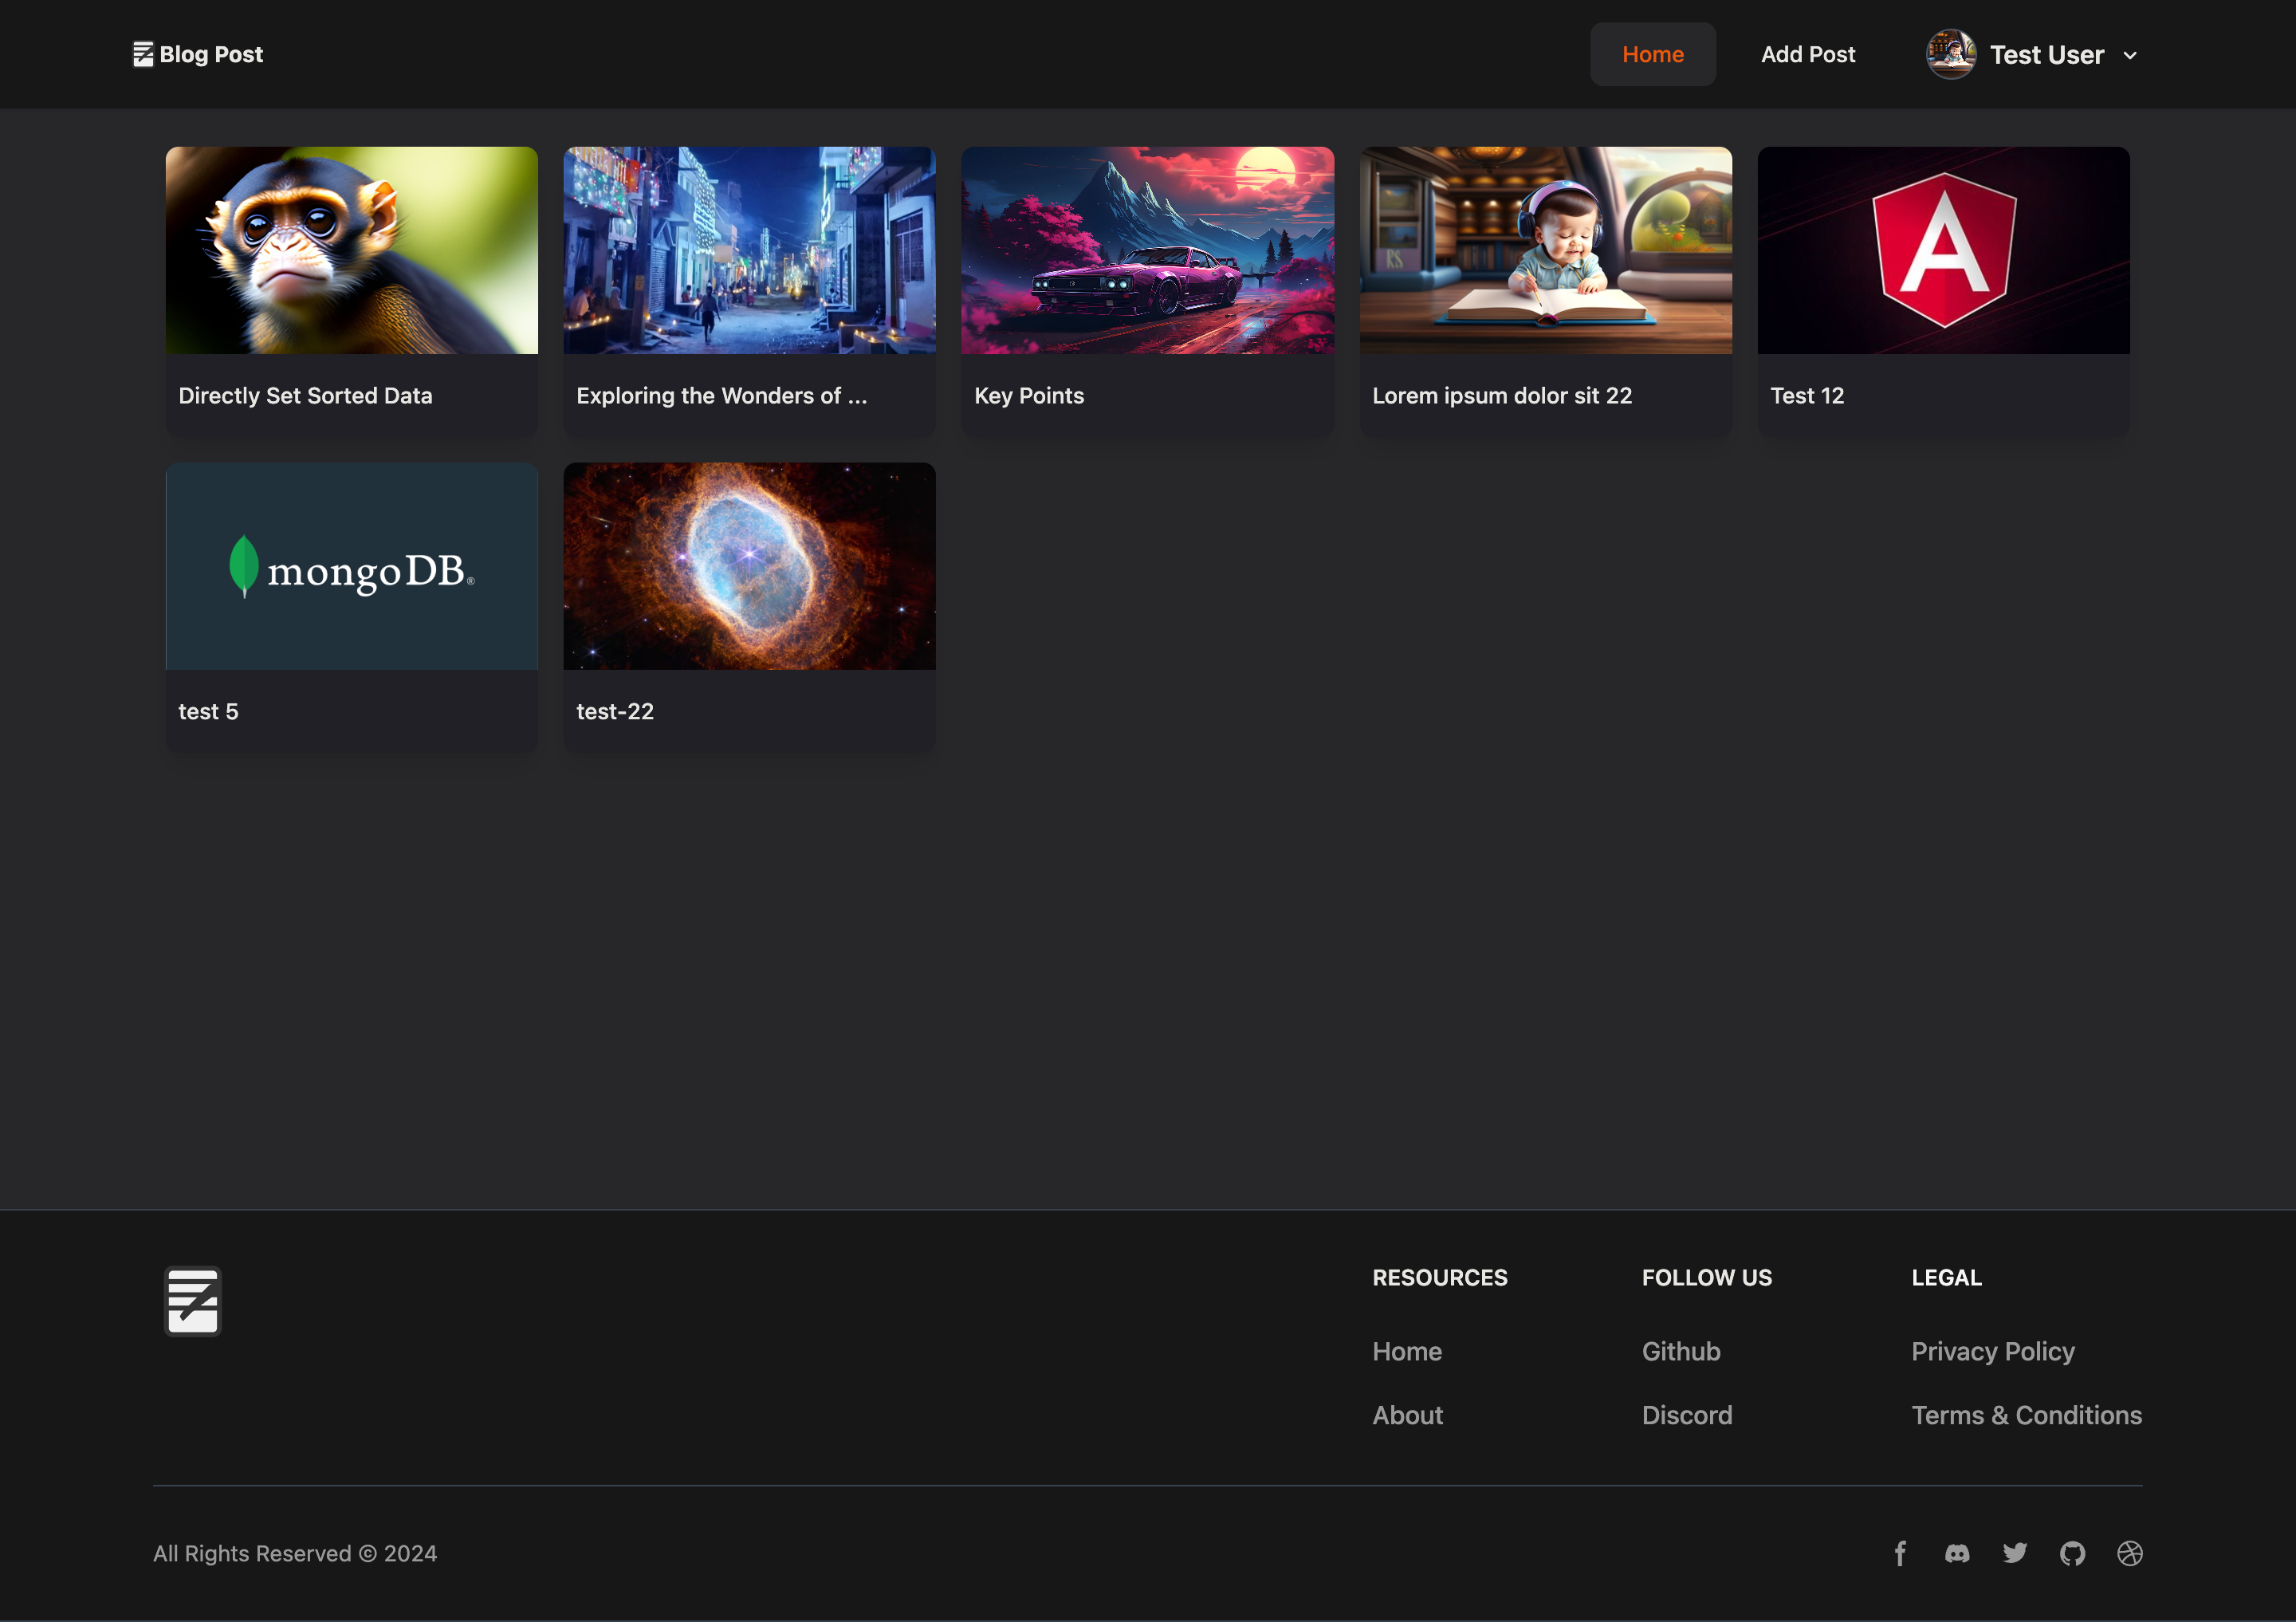 Blog Post
Home
Add Post
Test User
RS
Directly Set Sorted Data
Exploring the Wonders of ...
Key Points
Lorem ipsum dolor sit 22
Test 12
mongoDB®
test 5
test-22
RESOURCES
FOLLOW US
LEGAL
Home
Github
Privacy Policy
About
Discord
Terms & Conditions
All Rights Reserved © 2024